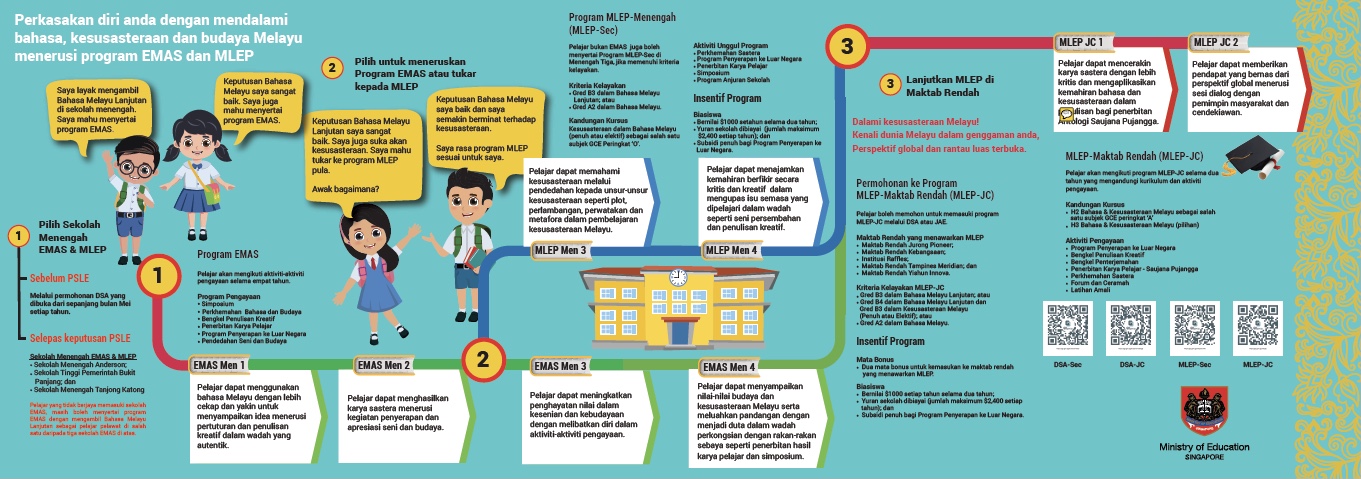 Perkasakan diri anda dengan mendalami
bahasa, kesusasteraan dan budaya Melayu
menerusi program EMAS dan MLEP
Saya layak mengambil
Bahasa Melayu Lanjutan
di sekolah menengah.
Saya mahu menyertai
program EMAS.
Keputusan Bahasa
Melayu saya sangat
baik. Saya juga
mahu menyertai
program EMAS.
1
Pilih Sekolah
Menengah
EMAS & MLEP
Sebelum PSLE
Melalui permohonan DSA yang
dibuka dari sepanjang bulan Mei
setiap tahun.
Selepas keputusan PSLE
Sekolah Menengah EMAS & MLEP
• Sekolah Menengah Anderson;
• Sekolah Tinggi Pemerintah Bukit
Panjang; dan
• Sekolah Menengah Tanjong Katong
Pelajar yang tidak berjaya memasuki sekolah
EMAS, masih boleh menyertai program
EMAS dengan mengambil Bahasa Melayu
Lanjutan sebagai pelajar pelawat di salah
satu daripada tiga sekolah EMAS di atas.
1
Program EMAS
Pelajar akan mengikuti aktiviti-aktiviti
pengayaan selama empat tahun.
Program Pengayaan
• Simposium
• Perkhemahan Bahasa dan Budaya
• Bengkel Penulisan Kreatif
• Penerbitan Karya Pelajar
• Program Penyerapan ke Luar Negara
• Pendedahan Seni dan Budaya
EMAS Men 1
Pelajar dapat menggunakan
bahasa Melayu dengan lebih
cekap dan yakin untuk
menyampaikan idea menerusi
pertuturan dan penulisan
kreatif dalam wadah yang
autentik.
EMAS Men 2
Pelajar dapat menghasilkan
karya sastera menerusi
kegiatan penyerapan dan
apresiasi seni dan budaya.
2
Pilih untuk meneruskan
Program EMAS atau tukar
kepada MLEP
Keputusan Bahasa Melayu
Lanjutan saya sangat
baik. Saya juga suka akan
kesusasteraan. Saya mahu
tukar ke program MLEP
pula.
Awak bagaimana?
Keputusan Bahasa Melayu
saya baik dan saya
semakin berminat terhadap
kesusasteraan.
Saya rasa program MLEP
sesuai untuk saya.
2
EMAS Men 3
Pelajar dapat meningkatkan
penghayatan nilai dalam
kesenian dan kebudayaan
dengan melibatkan diri dalam
aktiviti-aktiviti pengayaan.
EMAS Men 4
Pelajar dapat menyampaikan
nilai-nilai budaya dan
kesusasteraan Melayu serta
meluahkan pandangan dengan
menjadi duta dalam wadah
perkongsian dengan rakan-rakan
sebaya seperti penerbitan hasil
karya pelajar dan simposium.
Program MLEP-Menengah
(MLEP-Sec)
Pelajar bukan EMAS juga boleh
menyertai Program MLEP-Sec di
Menengah Tiga, jika memenuhi kriteria
kelayakan.
Kriteria Kelayakan
• Gred B3 dalam Bahasa Melayu
Lanjutan; atau
• Gred A2 dalam Bahasa Melayu.
Kandungan Kursus
Kesusasteraan dalam Bahasa Melayu
(penuh atau elektif) sebagai salah satu
subjek GCE Peringkat 'O'.
Aktiviti Unggul Program
• Perkhemahan Sastera
• Program Penyerapan ke Luar Negara
• Penerbitan Karya Pelajar
• Simposium
• Program Anjuran Sekolah
Insentif Program
Biasiswa
• Bernilai $1000 setahun selama dua tahun;
• Yuran sekolah dibiayai (jumlah maksimum
$2,400 setiap tahun); dan
• Subsidi penuh bagi Program Penyerapan ke
Luar Negara.
Pelajar dapat memahami
kesusasteraan melalui
pendedahan kepada unsur-unsur
kesusasteraan seperti plot,
perlambangan, perwatakan dan
metafora dalam pembelajaran
kesusasteraan Melayu.
MLEP Men 3
Pelajar dapat menajamkan
kemahiran berfikir secara
kritis dan kreatif dalam
mengupas isu semasa yang
dipelajari dalam wadah
seperti seni persembahan
dan penulisan kreatif.
MLEP Men 4
3
3
Lanjutkan MLEP di
Maktab Rendah
Dalami kesusasteraan Melayu!
Kenali dunia Melayu dalam genggaman anda,
Perspektif global dan rantau luas terbuka.
Permohonan ke Program
MLEP-Maktab Rendah (MLEP-JC)
Pelajar boleh memohon untuk memasuki program
MLEP-JC melalui DSA atau JAE.
Maktab Rendah yang menawarkan MLEP
• Maktab Rendah Jurong Pioneer;
• Maktab Rendah Kebangsaan;
• Institusi Raffles;
• Maktab Rendah Tampines Meridian; dan
• Maktab Rendah Yishun Innova.
Kriteria Kelayakan MLEP-JC
• Gred B3 dalam Bahasa Melayu Lanjutan; atau
• Gred B4 dalam Bahasa Melayu Lanjutan dan
Gred B3 dalam Kesusasteraan Melayu
(Penuh atau Elektif); atau
• Gred A2 dalam Bahasa Melayu.
Insentif Program
Mata Bonus
• Dua mata bonus untuk kemasukan ke maktab rendah
yang menawarkan MLEP.
Biasiswa
• Bernilai $1000 setiap tahun selama dua tahun;
• Yuran sekolah dibiayai (jumlah maksimum $2,400 setiap
tahun); dan
• Subsidi penuh bagi Program Penyerapan ke Luar Negara.
MLEP JC 1
Pelajar dapat mencerakin
karya sastera dengan lebih
kritis dan mengaplikasikan
kemahiran bahasa dan
kesusasteraan dalam
bagi penerbitan
Saujana Pujangga.
MLEP JC 2
Pelajar dapat memberikan
pendapat yang bernas dari
perspektif global menerusi
sesi dialog dengan
pemimpin masyarakat dan
cendekiawan.
MLEP-Maktab Rendah (MLEP-JC)
Pelajar akan mengikuti program MLEP-JC selama dua
tahun yang mengandungi kurikulum dan aktiviti
pengayaan.
Kandungan Kursus
• H2 Bahasa & Kesusasteraan Melayu sebagai salah
satu subjek GCE peringkat 'A'
• H3 Bahasa & Kesusasteraan Melayu (pilihan)
Aktiviti Pengayaan
• Program Penyerapan ke Luar Negara
• Bengkel Penulisan Kreatif
• Bengkel Penterjemahan
• Penerbitan Karya Pelajar - Saujana Pujangga
• Perkhemahan Sastera
• Forum dan Ceramah
• Latihan Amali
DSA-Sec
DSA-JC
MLEP-Sec
MLEP-JC
Ministry of Education
SINGAPORE